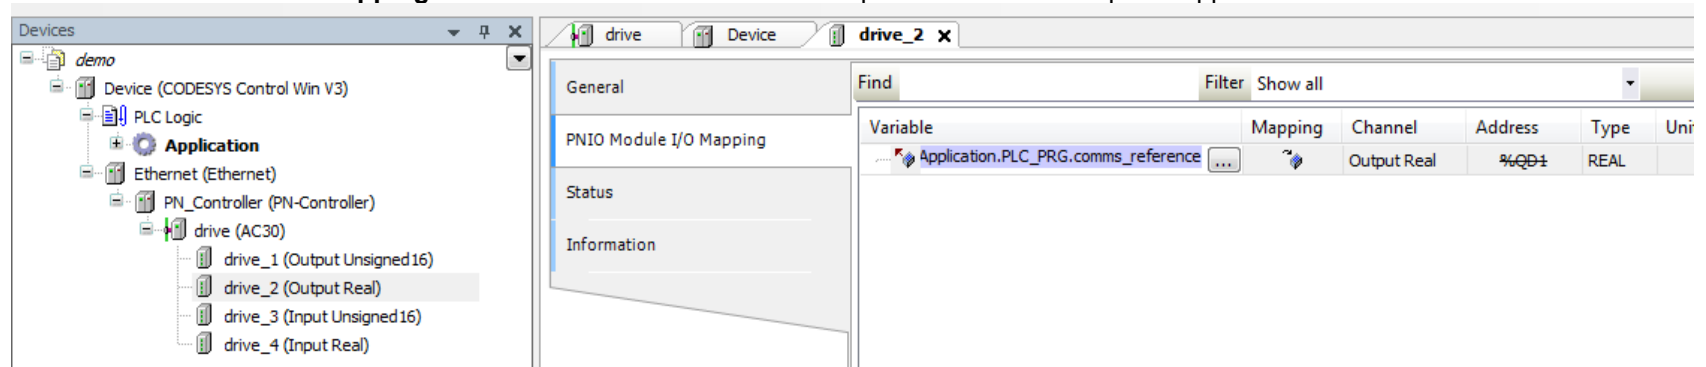 apping
Devices
demo
Device (CODESYS Control Win V3)
PLC Logic
Application
Ethernet (Ethernet)
PN_Controller (PN-Controller)
drive (AC30)
drive_1 (Output Unsigned16)
drive_2 (Output Real)
drive_3 (Input Unsigned16)
drive_4 (Input Real)
drive Device drive_2 x
General
PNIO Module I/O Mapping
Status
Information
Find Filter Show all
Variable Mapping Channel Address Type Uni
Application.PLC_PRG.comms_reference ... Output Real %QD1 REAL